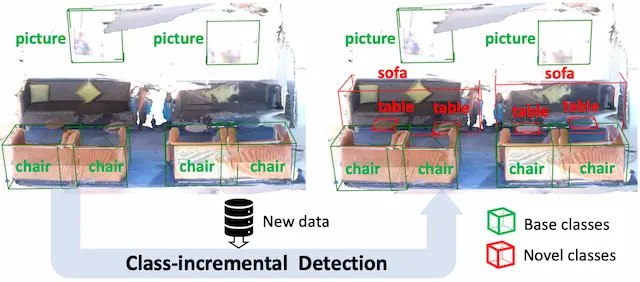 picture
picture
chair
chair
chair
chair
picture
picture
sofa
sofa
table
table
table
table
chair
chair
chair
chair
New data
Class-incremental Detection
Base classes
Novel classes